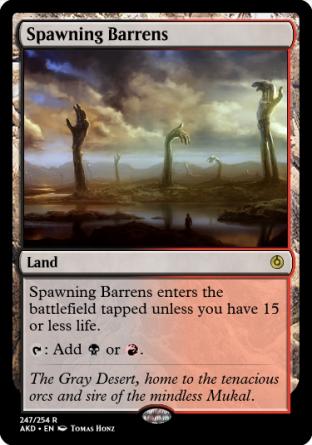 Spawning Barrens
Land
Spawning Barrens enters the
battlefield tapped unless you have 15
or less life.
: Add or .
The Gray Desert, home to the tenacious
orcs and sire of the mindless Mukal.
247/254 R
AKD • EN Tomas Honz